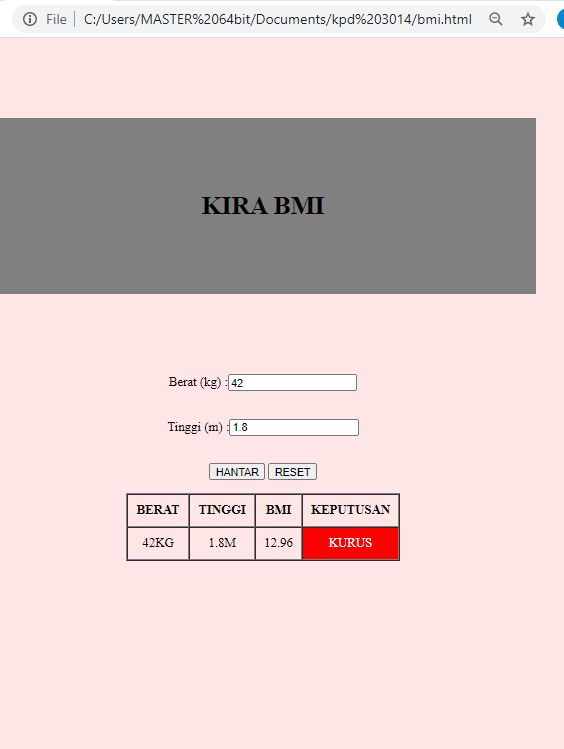 File C:/Users/MASTER%2064bit/Documents/kpd%203014/bmi.html
KIRA BMI
Berat (kg) : 42
Tinggi (m) : 1.8
HANTAR RESET
BERAT TINGGI BMI KEPUTUSAN
42KG 1.8M 12.96 KURUS